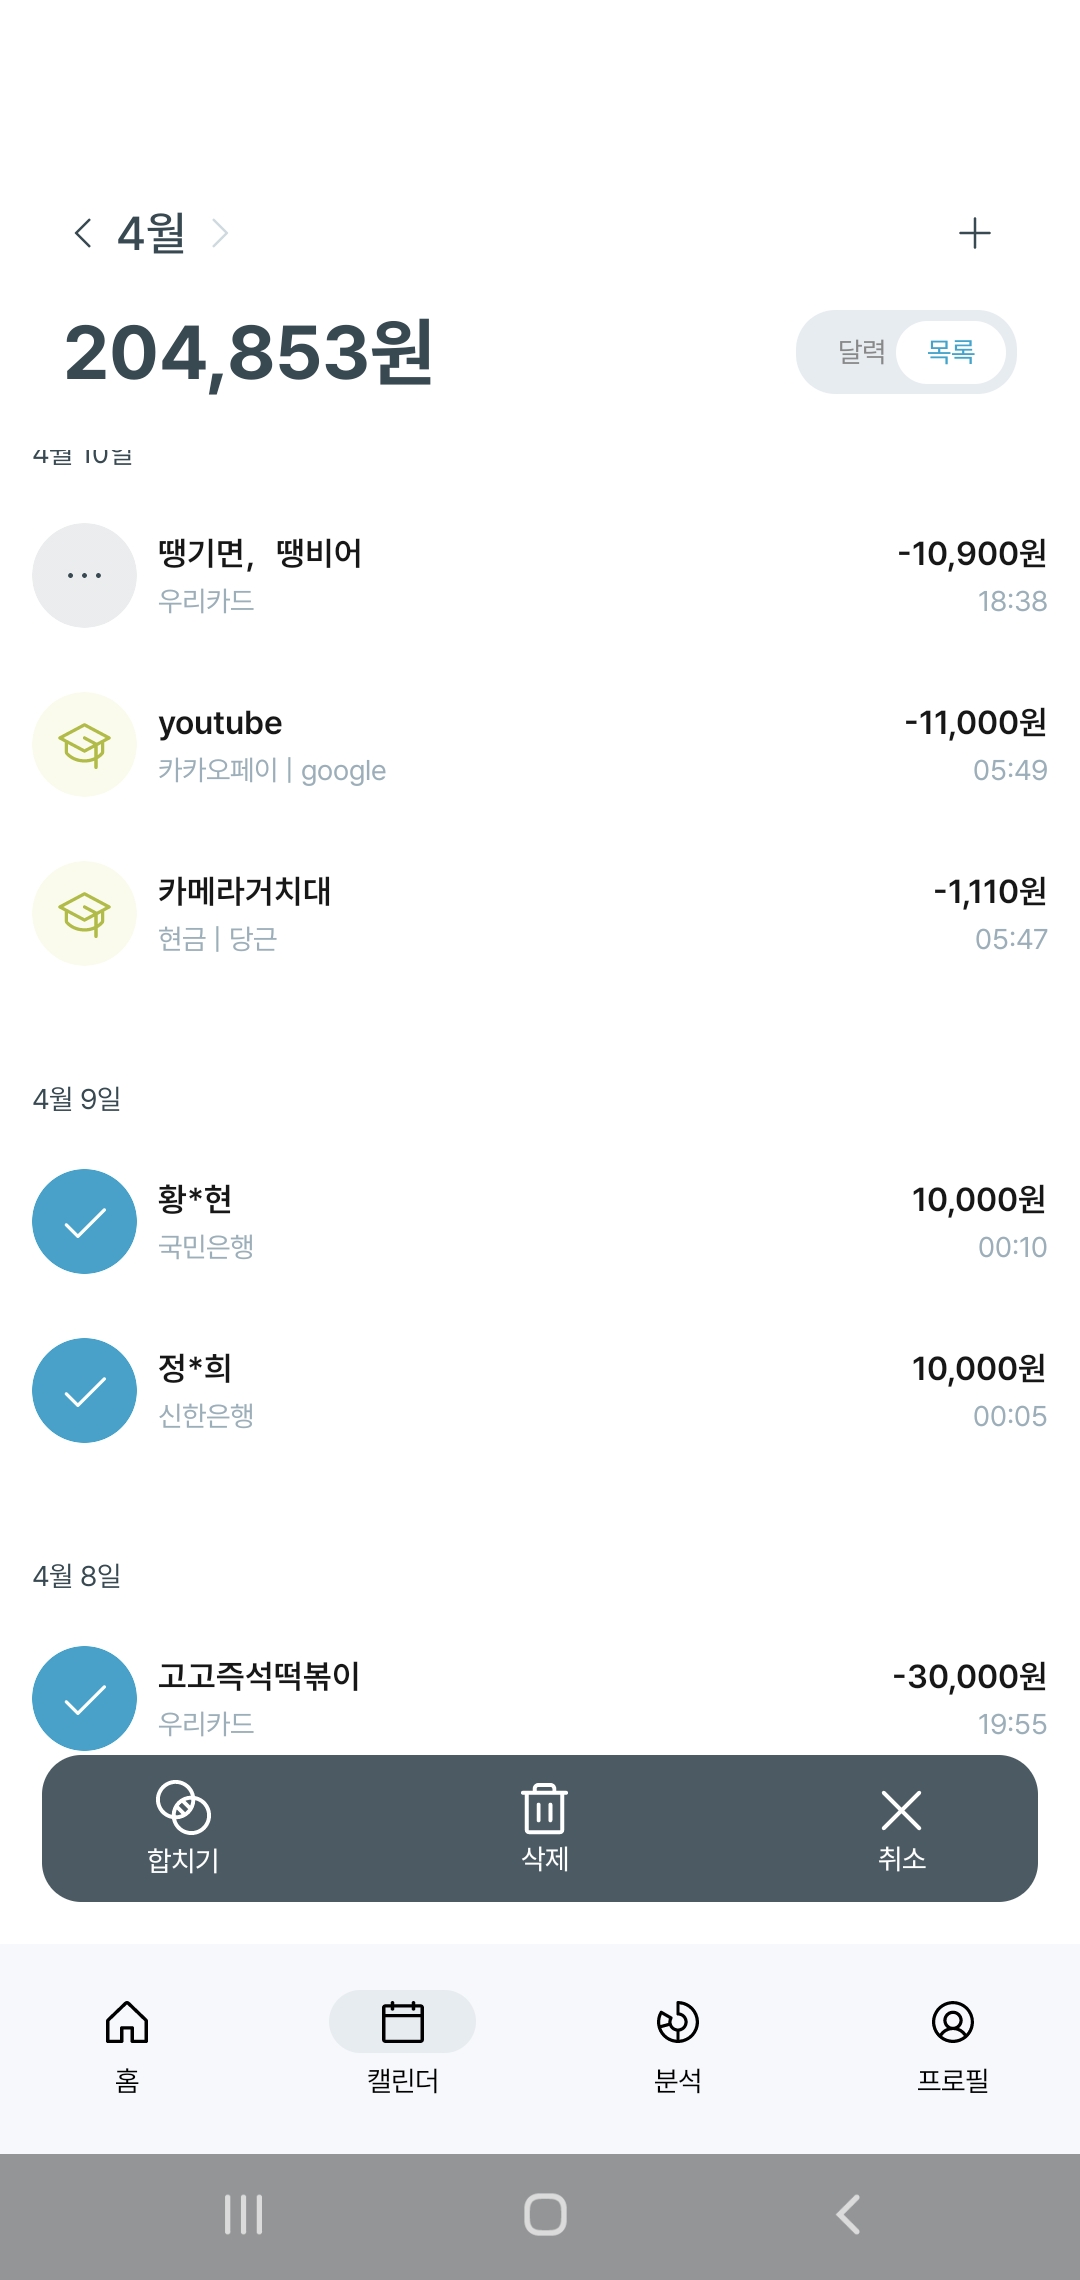 4월
204,853원
달력 목록
4월 10일
땡기면, 땡비어 -10,900원
우리카드 18:38
youtube -11,000원
카카오페이 | google 05:49
카메라거치대 -1,110원
현금 | 당근 05:47
4월 9일
황*현 10,000원
국민은행 00:10
정*희 10,000원
신한은행 00:05
4월 8일
고고즉석떡볶이 -30,000원
우리카드 19:55
합치기 삭제 취소
홈 캘린더 분석 프로필